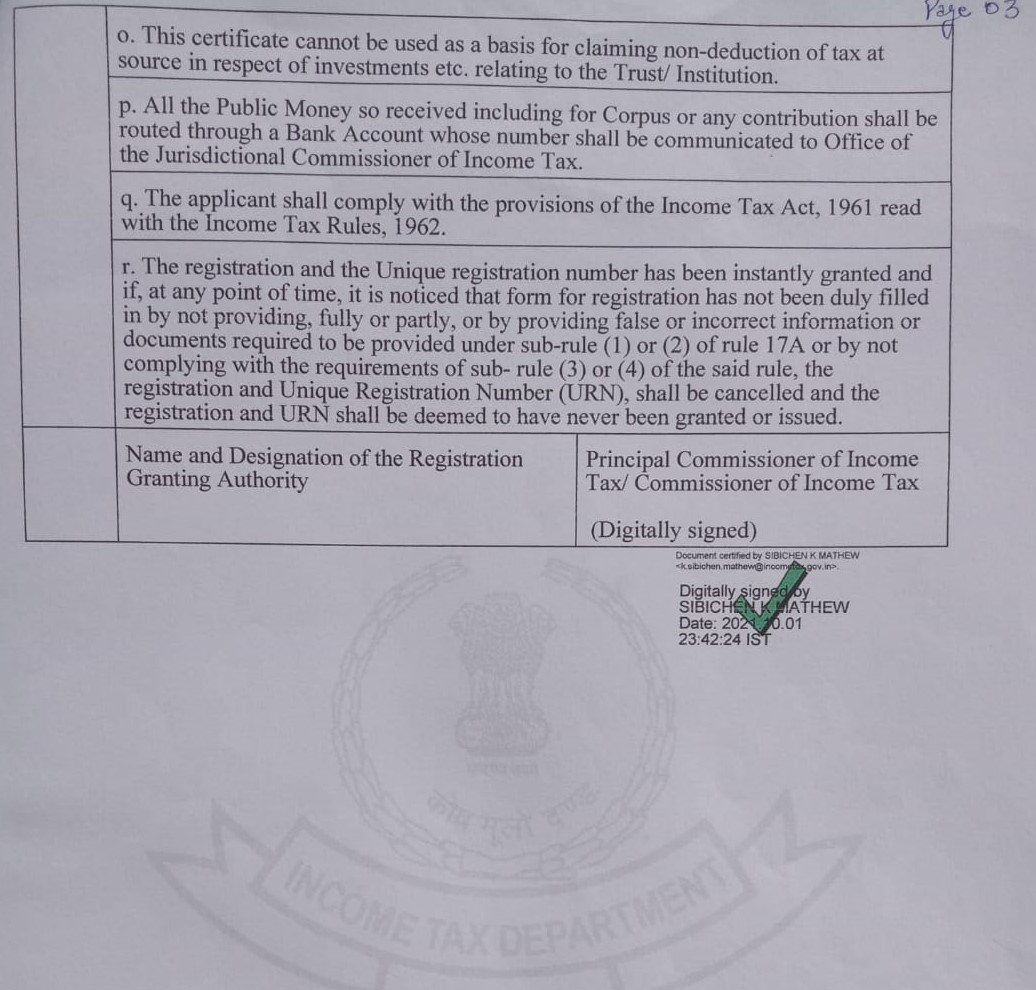 Page 03
o. This certificate cannot be used as a basis for claiming non-deduction of tax at
source in respect of investments etc. relating to the Trust/ Institution.
p. All the Public Money so received including for Corpus or any contribution shall be
routed through a Bank Account whose number shall be communicated to Office of
the Jurisdictional Commissioner of Income Tax.
q. The applicant shall comply with the provisions of the Income Tax Act, 1961 read
with the Income Tax Rules, 1962.
r. The registration and the Unique registration number has been instantly granted and
if, at any point of time, it is noticed that form for registration has not been duly filled
in by not providing, fully or partly, or by providing false or incorrect information or
documents required to be provided under sub-rule (1) or (2) of rule 17A or by not
complying with the requirements of sub- rule (3) or (4) of the said rule, the
registration and Unique Registration Number (URN), shall be cancelled and the
registration and URN shall be deemed to have never been granted or issued.
Name and Designation of the Registration
Granting Authority
Principal Commissioner of Income
Tax/ Commissioner of Income Tax
(Digitally signed)
Document certified by SIBICHEN K MATHEW
Digitally signed by
SIBICHEN K MATHEW
Date: 2021.10.01
23:42:24 IST
कोष मूलो दण्डः
INCOME TAX DEPARTMENT